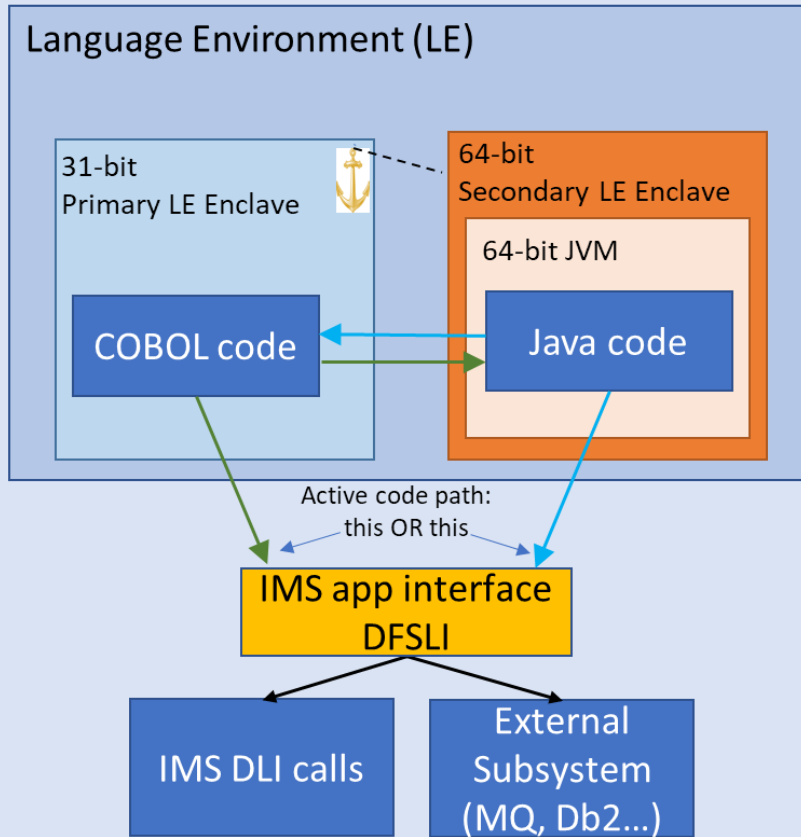 Language Environment (LE)
31-bit
Primary LE Enclave
64-bit
Secondary LE Enclave
64-bit JVM
COBOL code
Java code
Active code path:
this OR this
IMS app interface
DFSLI
IMS DLI calls
External
Subsystem
(MQ, Db2...)